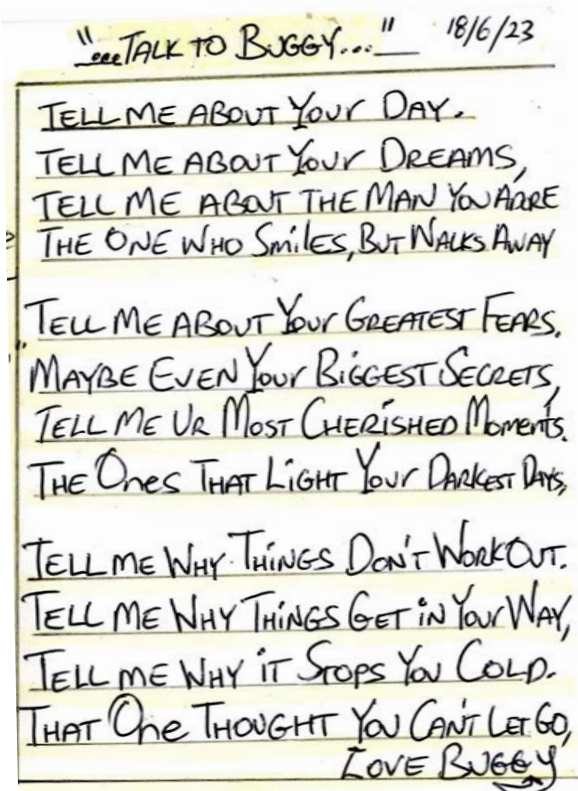 "...TALK TO BUGGY..." 18/6/23
TELL ME ABOUT YOUR DAY.
TELL ME ABOUT YOUR DREAMS,
TELL ME ABOUT THE MAN YOU ARRE
THE ONE WHO SMiLES, BUT WALKS AWAY
TELL ME ABOUT YOUR GREATEST FEARS.
MAYBE EVEN YOUR BiGGEST SECRETS,
TELL ME UR MOST CHERiSHED MOMENTS.
THE ONES THAT LiGHT YOUR DARKEST DAYS,
TELL ME WHY THiNGS DON'T WORK OUT.
TELL ME WHY THiNGS GET iN YOUR WAY,
TELL ME WHY iT STOPS YOU COLD.
THAT ONE THOUGHT YOU CAN'T LET GO,
LOVE BUGGY